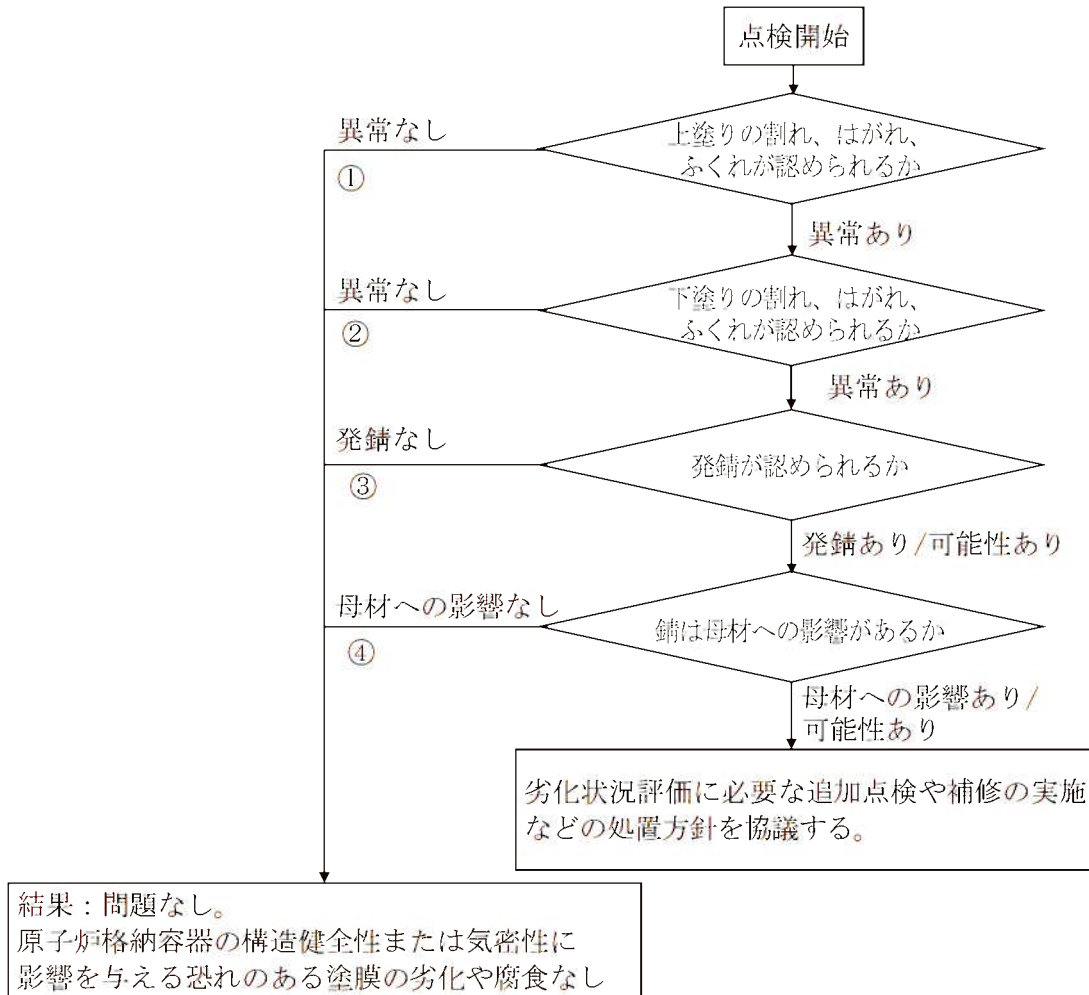 点検開始
上塗りの割れ、はがれ、
ふくれが認められるか
異常なし
①
異常あり
下塗りの割れ、はがれ、
ふくれが認められるか
異常なし
②
異常あり
発錆が認められるか
発錆なし
③
発錆あり/可能性あり
錆は母材への影響があるか
母材への影響なし
④
母材への影響あり/
可能性あり
劣化状況評価に必要な追加点検や補修の実施
などの処置方針を協議する。
結果：問題なし。
原子炉格納容器の構造健全性または気密性に
影響を与える恐れのある塗膜の劣化や腐食なし